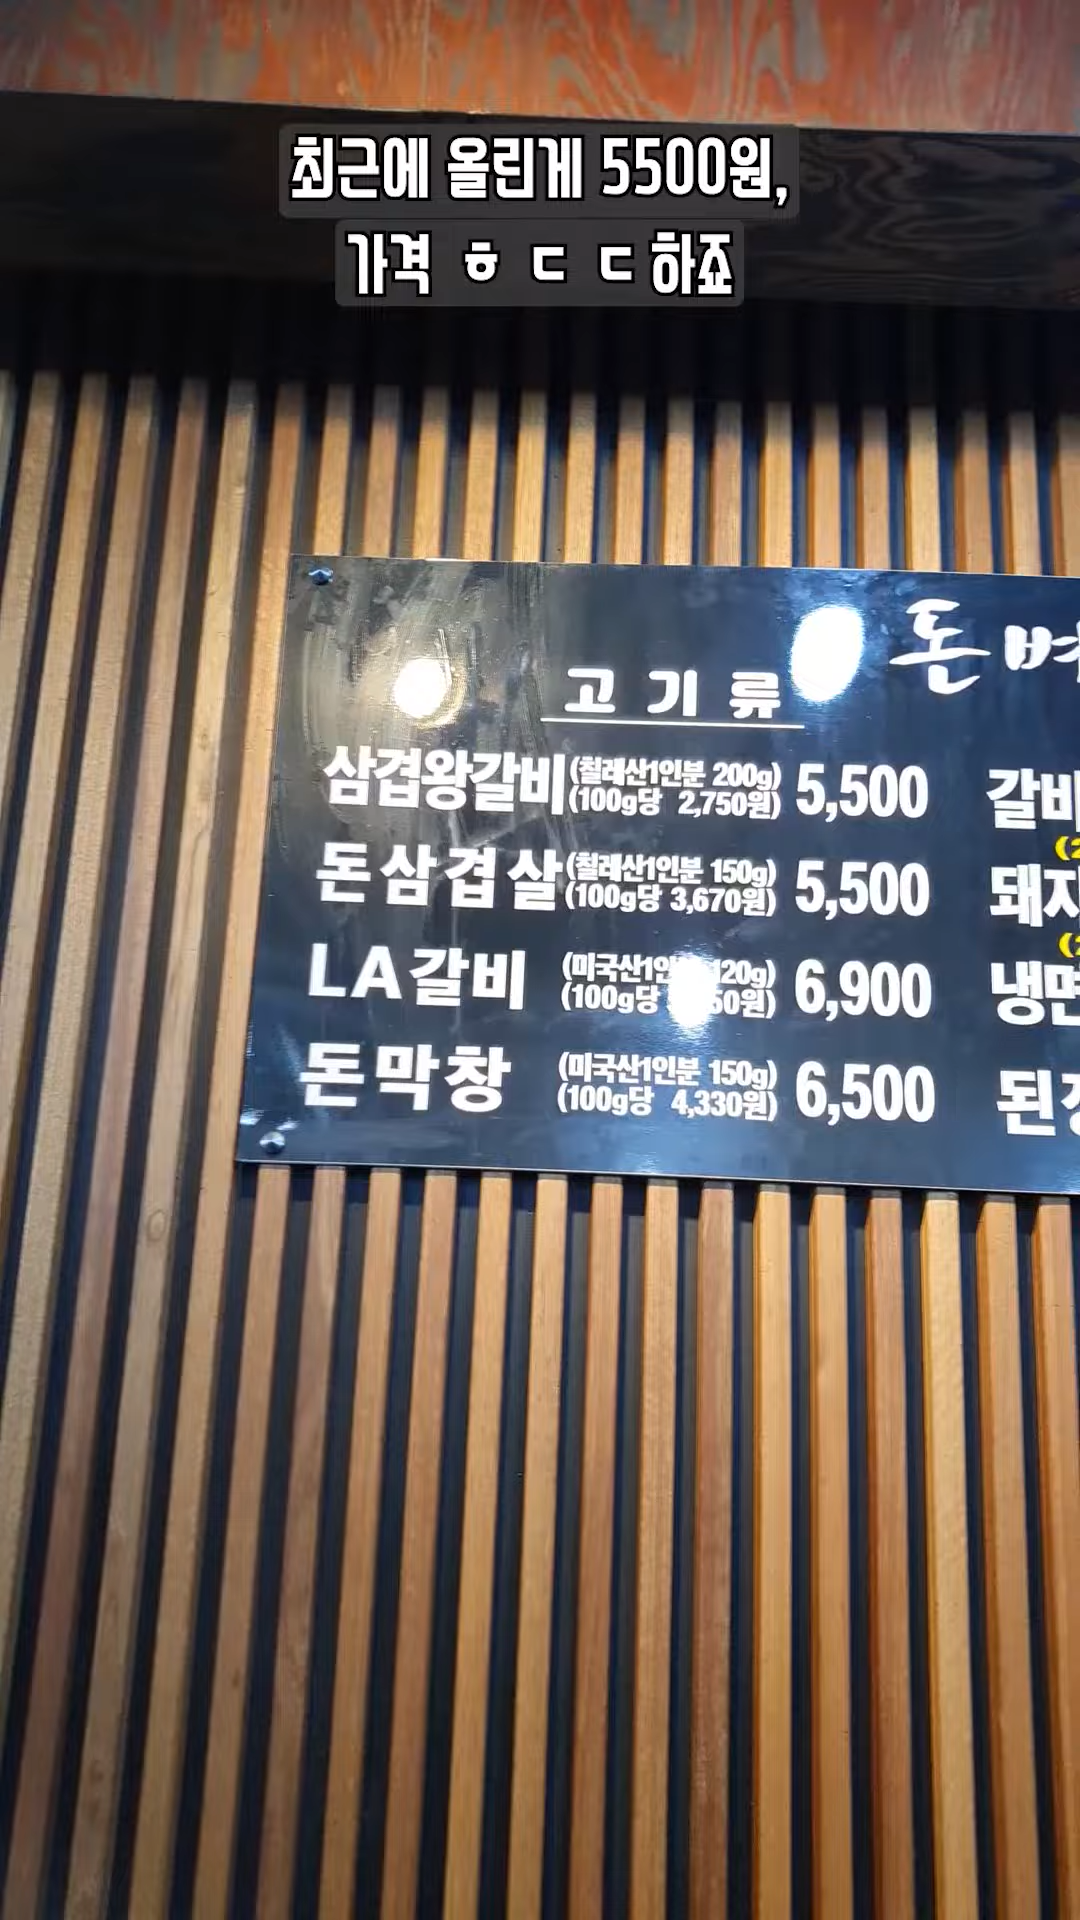 최근에 올린게 5500원,
가격 ㅎㄷㄷ하죠
돈
고기류
삼겹왕갈비 (칠레산1인분 200g) 5,500
(100g당 2,750원)
돈삼겹살 (칠레산1인분 150g) 5,500
(100g당 3,670원)
LA갈비 (미국산1인 120g) 6,900
(100g당 50원)
돈막창 (미국산1인분 150g) 6,500
(100g당 4,330원)
갈비
돼지
냉면
된장